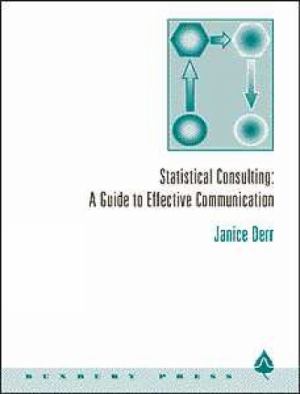 Statistical Consulting:
A Guide to Effective Communication
Janice Derr
DUXBURY PRESS